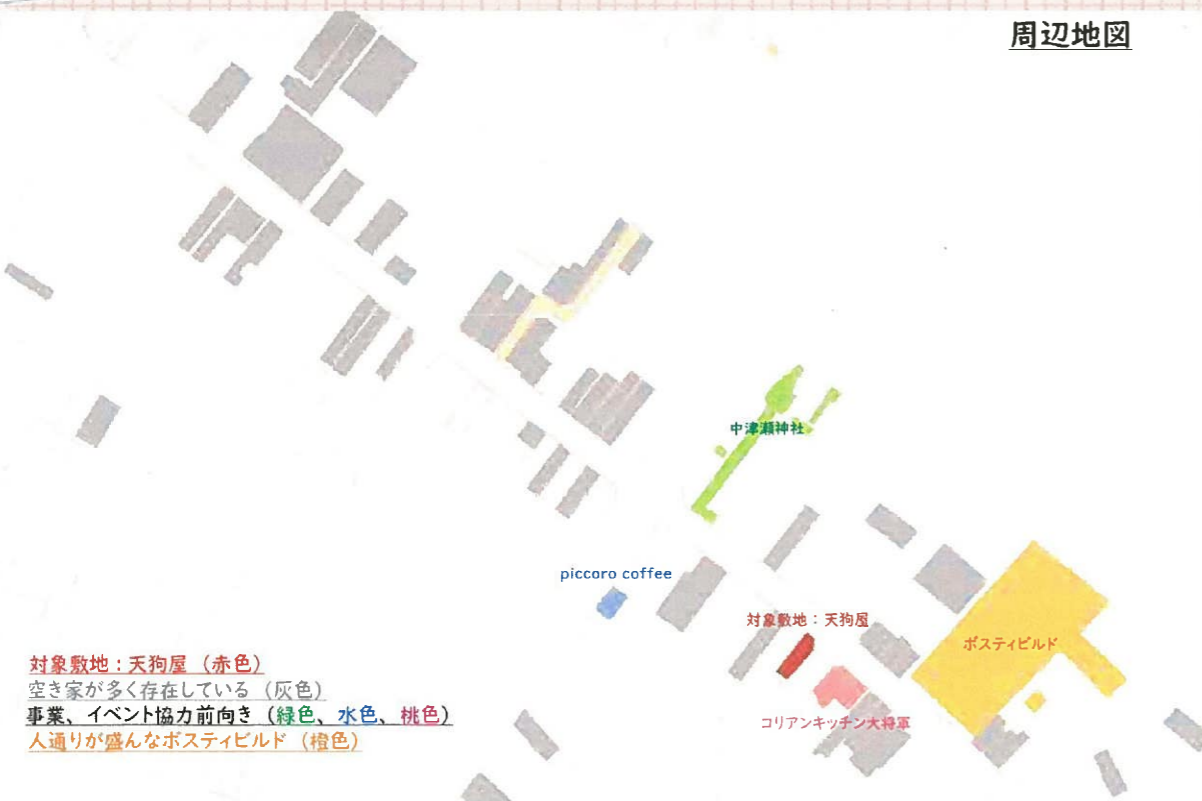 周辺地図
中津瀬神社
piccoro coffee
対象敷地：天狗屋
ボスティビルド
コリアンキッチン大将軍
対象敷地：天狗屋（赤色）
空き家が多く存在している（灰色）
事業、イベント協力前向き（緑色、水色、桃色）
人通りが盛んなボスティビルド（橙色）